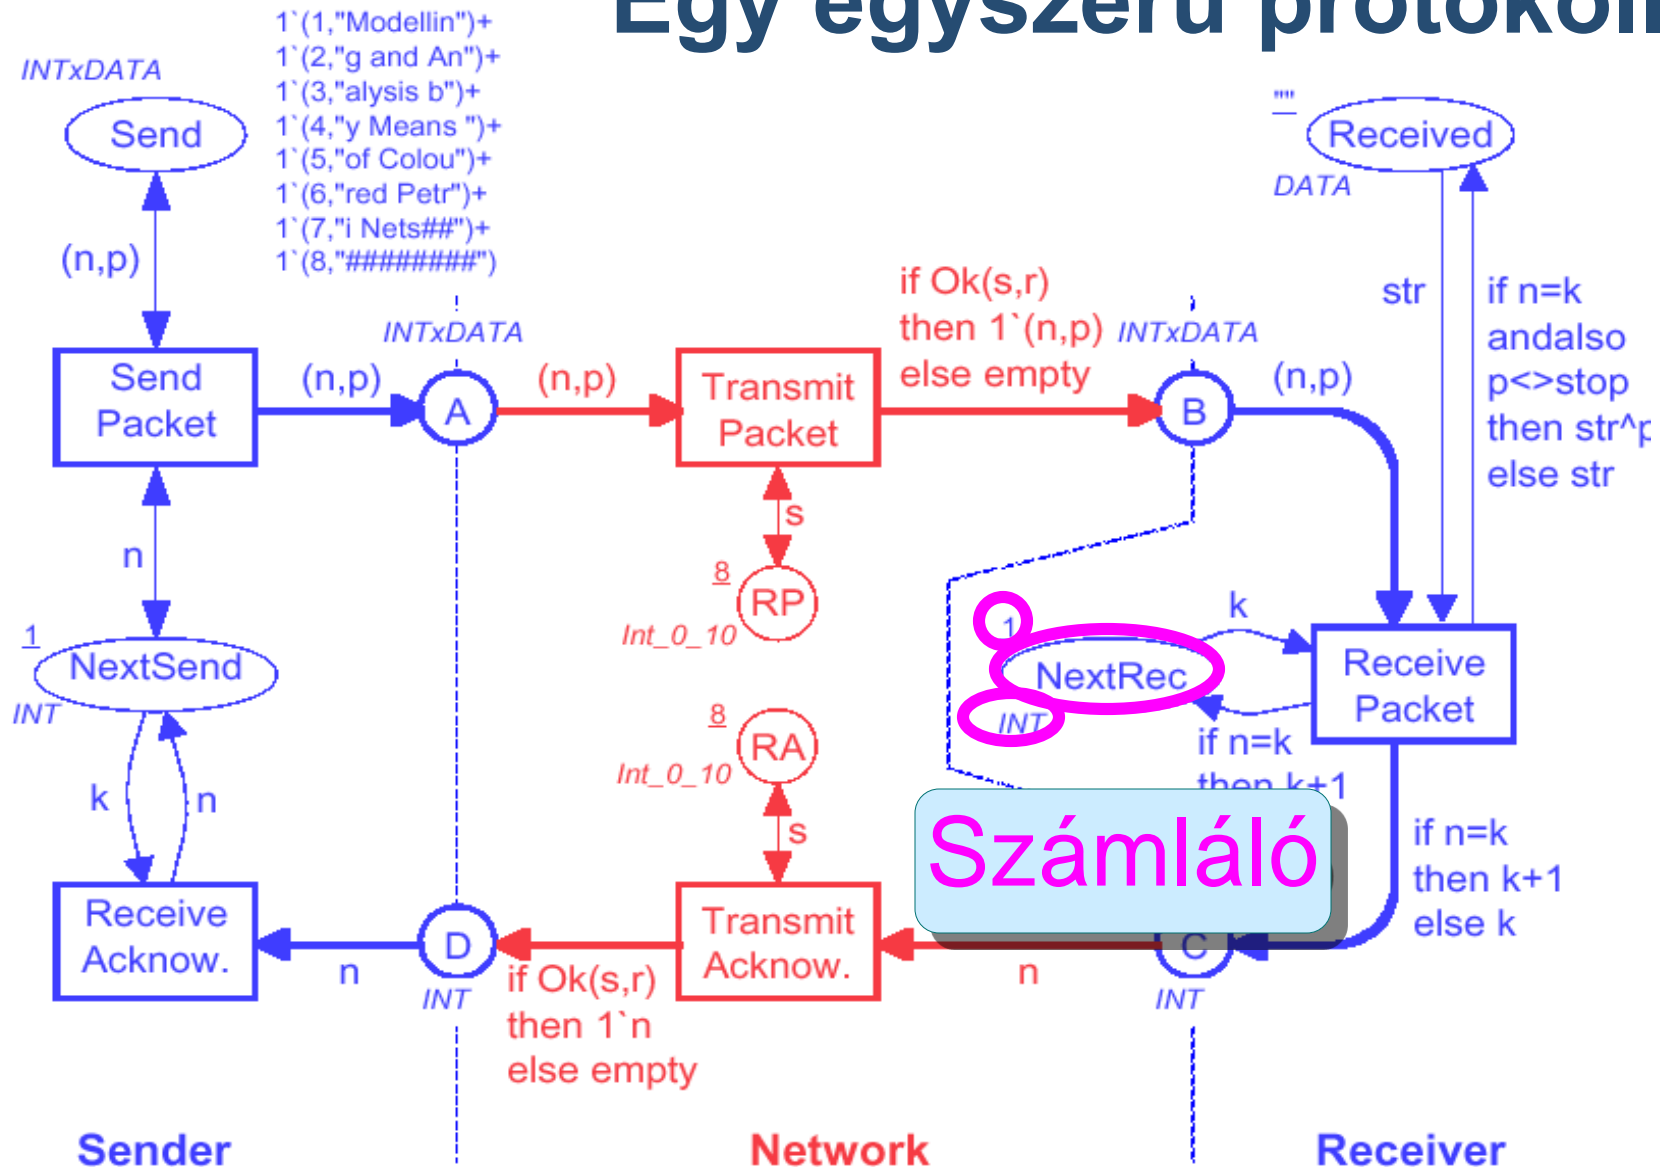 Egy egyszerű protokoll
1`(1,"Modellin")+
1`(2,"g and An")+
1`(3,"alysis b")+
1`(4,"y Means ")+
1`(5,"of Colou")+
1`(6,"red Petr")+
1`(7,"i Nets##")+
1`(8,"########")
INTxDATA
Send
(n,p)
""
Received
DATA
str
if n=k
andalso
p<>stop
then str^p
else str
INTxDATA
if Ok(s,r)
then 1`(n,p)
else empty
INTxDATA
Send
Packet
(n,p)
A
(n,p)
Transmit
Packet
B
(n,p)
n
s
8
RP
Int_0_10
1
NextSend
INT
1
NextRec
INT
k
Receive
Packet
if n=k
then k+1
8
RA
Int_0_10
k
n
s
Számláló
if n=k
then k+1
else k
Receive
Acknow.
n
D
INT
if Ok(s,r)
then 1`n
else empty
Transmit
Acknow.
n
C
INT
Sender
Network
Receiver